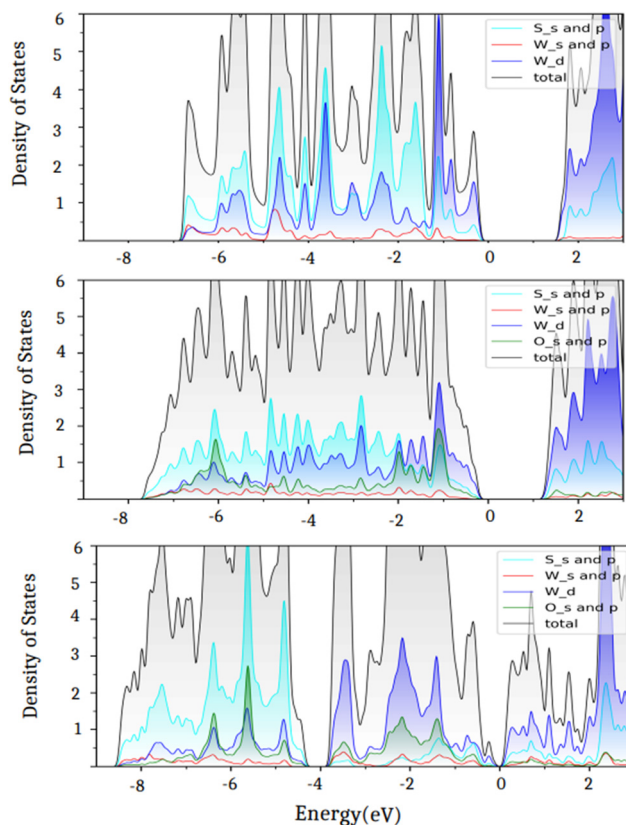 6
5
4
3
2
1
Density of States
S_s and p
W_s and p
W_d
total
-8 -6 -4 -2 0 2
6
5
4
3
2
1
Density of States
S_s and p
W_s and p
W_d
O_s and p
total
-8 -6 -4 -2 0 2
6
5
4
3
2
1
Density of States
S_s and p
W_s and p
W_d
O_s and p
total
-8 -6 -4 -2 0 2
Energy(eV)